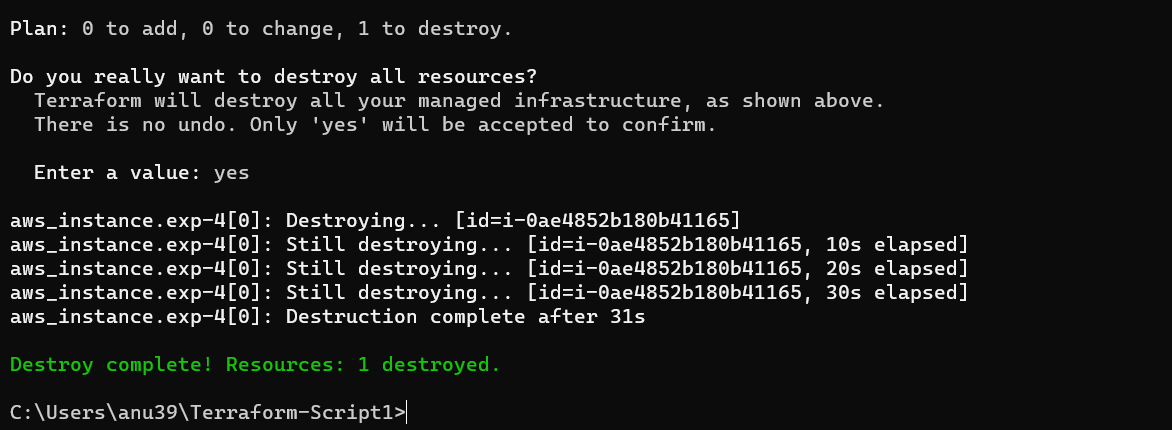 Plan: 0 to add, 0 to change, 1 to destroy.
Do you really want to destroy all resources?
Terraform will destroy all your managed infrastructure, as shown above.
There is no undo. Only 'yes' will be accepted to confirm.
Enter a value: yes
aws_instance.exp-4[0]: Destroying... [id=i-0ae4852b180b41165]
aws_instance.exp-4[0]: Still destroying... [id=i-0ae4852b180b41165, 10s elapsed]
aws_instance.exp-4[0]: Still destroying... [id=i-0ae4852b180b41165, 20s elapsed]
aws_instance.exp-4[0]: Still destroying... [id=i-0ae4852b180b41165, 30s elapsed]
aws_instance.exp-4[0]: Destruction complete after 31s
Destroy complete! Resources: 1 destroyed.
C:\Users\anu39\Terraform-Script1>